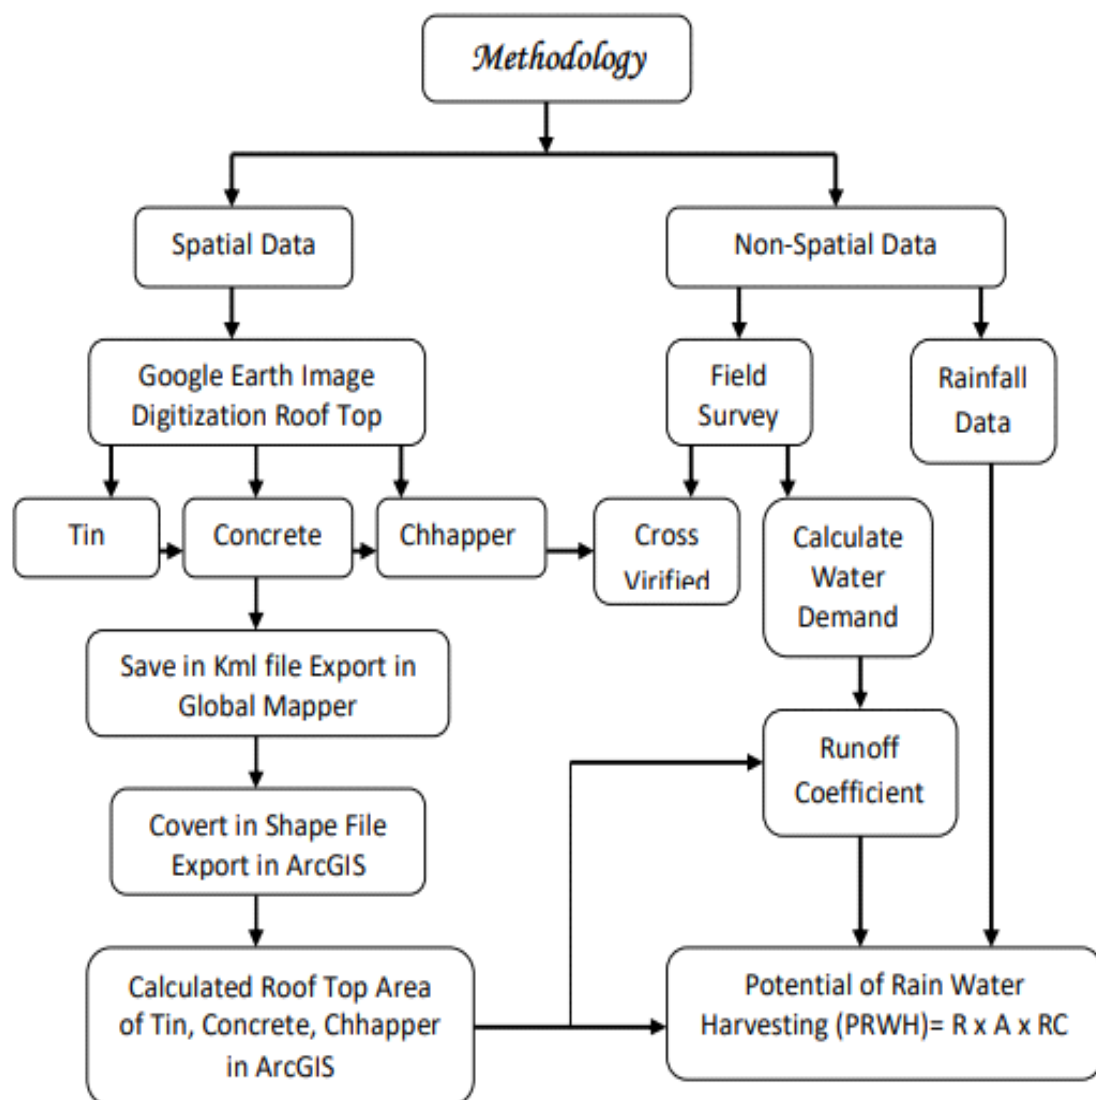 Methodology
Spatial Data
Non-Spatial Data
Google Earth Image
Digitization Roof Top
Field
Survey
Rainfall
Data
Tin
Concrete
Chhapper
Cross
Virified
Calculate
Water
Demand
Save in Kml file Export in
Global Mapper
Runoff
Coefficient
Covert in Shape File
Export in ArcGIS
Calculated Roof Top Area
of Tin, Concrete, Chhapper
in ArcGIS
Potential of Rain Water
Harvesting (PRWH)= R x A x RC